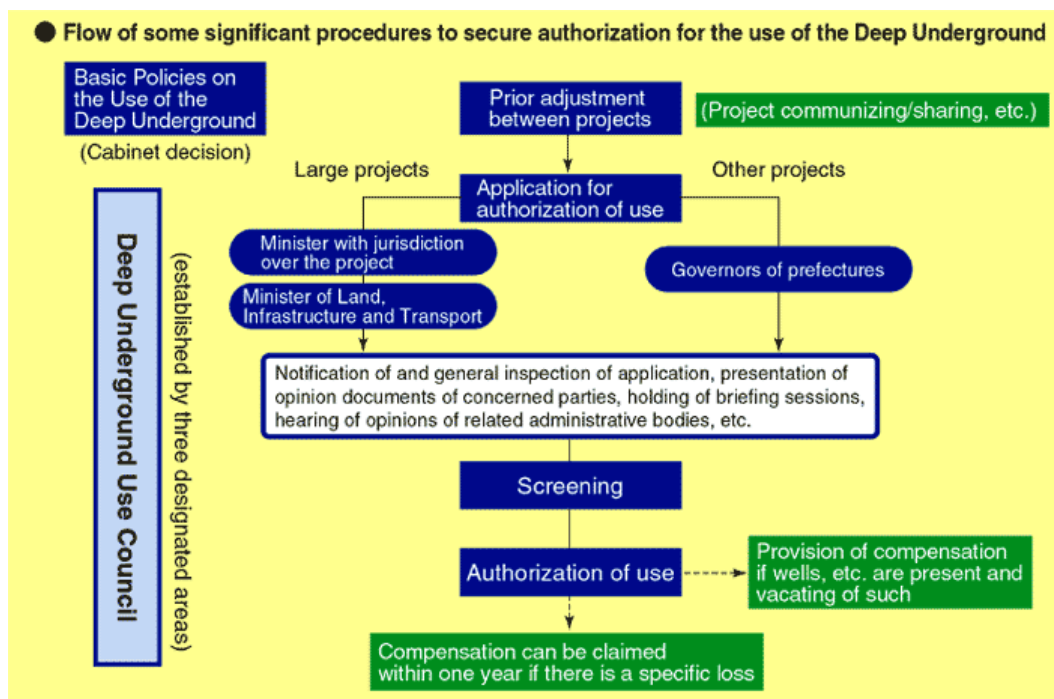 ● Flow of some significant procedures to secure authorization for the use of the Deep Underground
Basic Policies on
the Use of the
Deep Underground
(Cabinet decision)
Prior adjustment
between projects
(Project communizing/sharing, etc.)
Large projects
Other projects
Application for
authorization of use
Minister with jurisdiction
over the project
Minister of Land,
Infrastructure and Transport
Governors of prefectures
Deep Underground Use Council
(established by three designated areas)
Notification of and general inspection of application, presentation of
opinion documents of concerned parties, holding of briefing sessions,
hearing of opinions of related administrative bodies, etc.
Screening
Authorization of use
Provision of compensation
if wells, etc. are present and
vacating of such
Compensation can be claimed
within one year if there is a specific loss